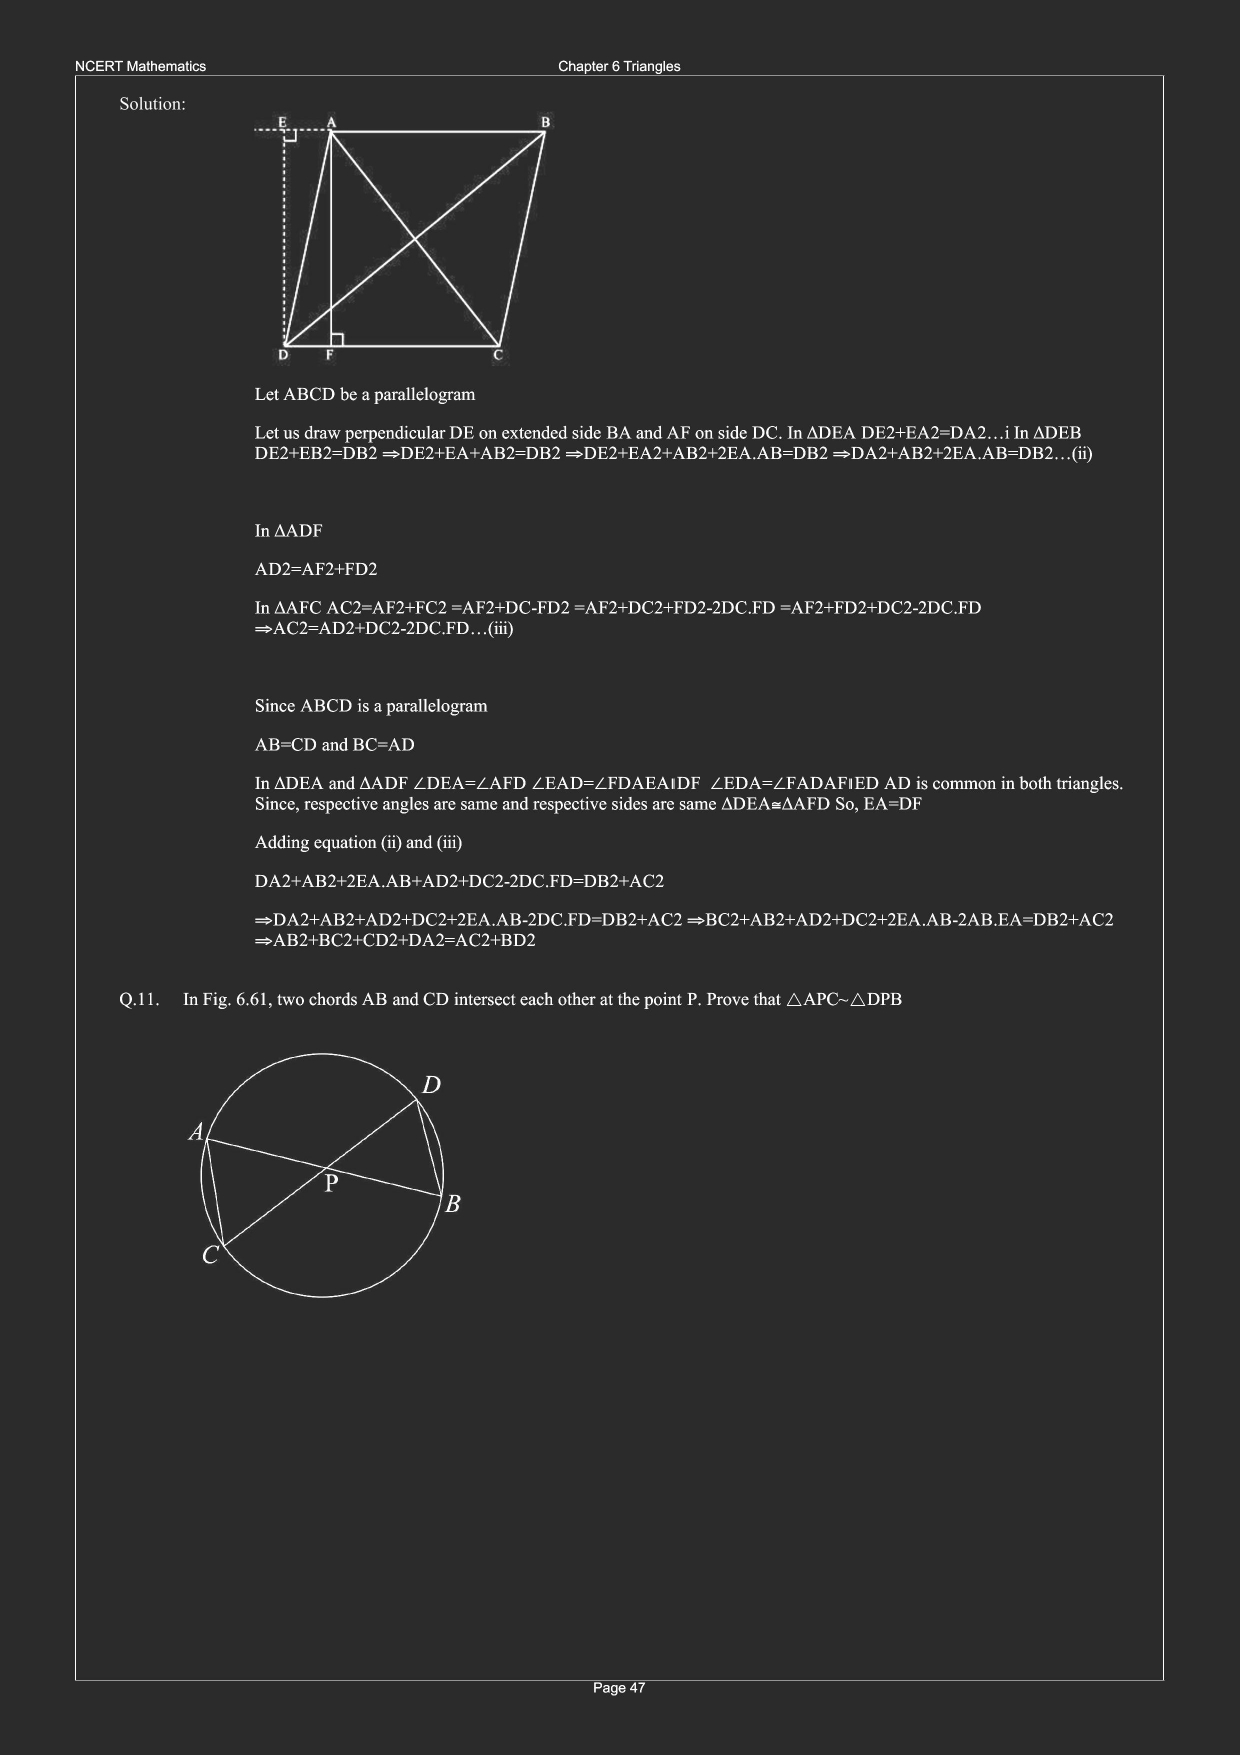 NCERT Mathematics Chapter 6 Triangles
Solution:
E A B
D F C
Let ABCD be a parallelogram
Let us draw perpendicular DE on extended side BA and AF on side DC. In ΔDEA DE2+EA2=DA2…i In ΔDEB
DE2+EB2=DB2 ⇒DE2+EA+AB2=DB2 ⇒DE2+EA2+AB2+2EA.AB=DB2 ⇒DA2+AB2+2EA.AB=DB2…(ii)
In ΔADF
AD2=AF2+FD2
In ΔAFC AC2=AF2+FC2 =AF2+DC-FD2 =AF2+DC2+FD2-2DC.FD =AF2+FD2+DC2-2DC.FD
⇒AC2=AD2+DC2-2DC.FD…(iii)
Since ABCD is a parallelogram
AB=CD and BC=AD
In ΔDEA and ΔADF ∠DEA=∠AFD ∠EAD=∠FDAEA∥DF ∠EDA=∠FADAF∥ED AD is common in both triangles.
Since, respective angles are same and respective sides are same ΔDEA≅ΔAFD So, EA=DF
Adding equation (ii) and (iii)
DA2+AB2+2EA.AB+AD2+DC2-2DC.FD=DB2+AC2
⇒DA2+AB2+AD2+DC2+2EA.AB-2DC.FD=DB2+AC2 ⇒BC2+AB2+AD2+DC2+2EA.AB-2AB.EA=DB2+AC2
⇒AB2+BC2+CD2+DA2=AC2+BD2
Q.11. In Fig. 6.61, two chords AB and CD intersect each other at the point P. Prove that △APC~△DPB
D
A
P
B
C
Page 47